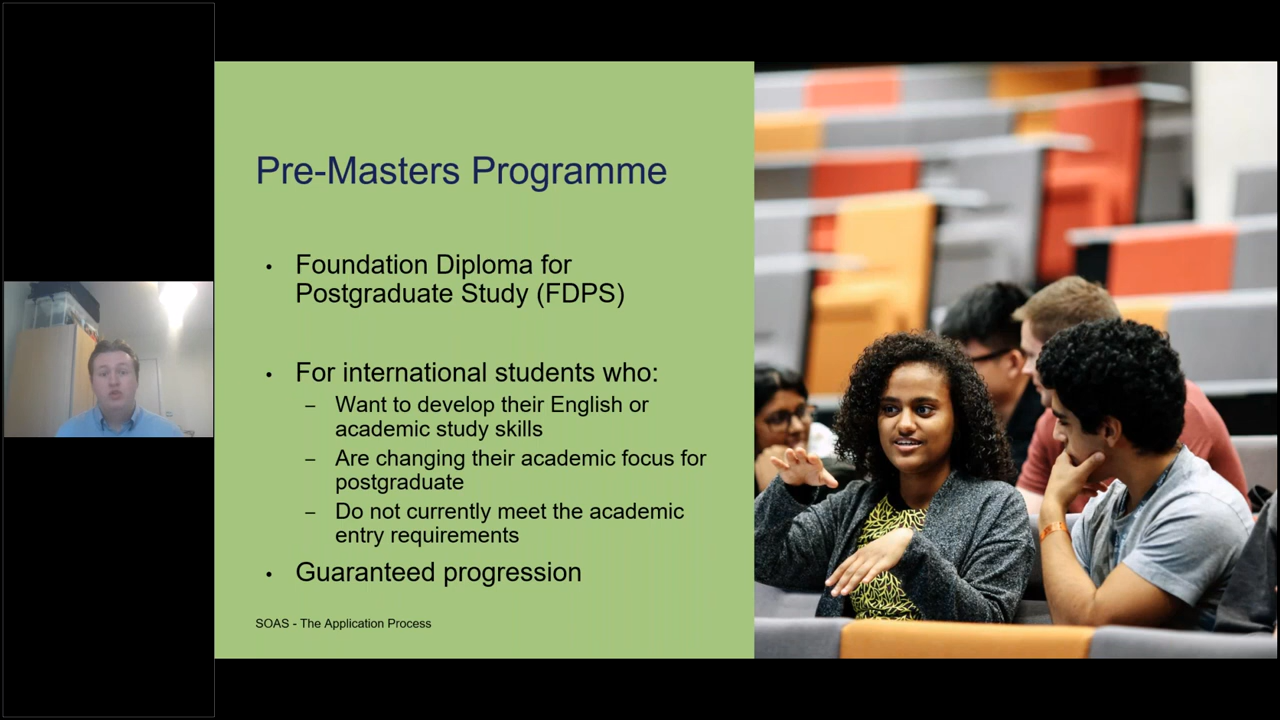 Pre-Masters Programme
• Foundation Diploma for
Postgraduate Study (FDPS)
• For international students who:
– Want to develop their English or
academic study skills
– Are changing their academic focus for
postgraduate
– Do not currently meet the academic
entry requirements
• Guaranteed progression
SOAS - The Application Process